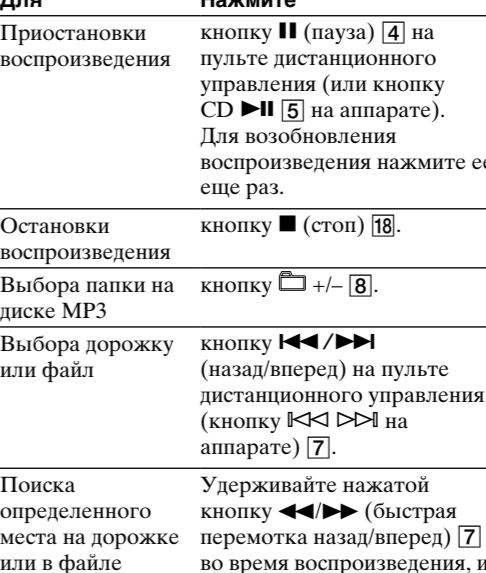 Для Нажмите
Приостановки воспроизведения
кнопку ▮▮ (пауза) [4] на
пульте дистанционного
управления (или кнопку
CD ►▮▮ [5] на аппарате).
Для возобновления
воспроизведения нажмите ее
еще раз.
Остановки воспроизведения
кнопку ■ (стоп) [18].
Выбора папки на диске MP3
кнопку 🗀 +/– [8].
Выбора дорожку или файл
кнопку ▮◄◄/►►▮
(назад/вперед) на пульте
дистанционного управления
(кнопку ▮◁◁ ▷▷▮ на
аппарате) [7].
Поиска определенного места на дорожке или в файле
Удерживайте нажатой
кнопку ◄◄/►► (быстрая
перемотка назад/вперед) [7]
во время воспроизведения, и